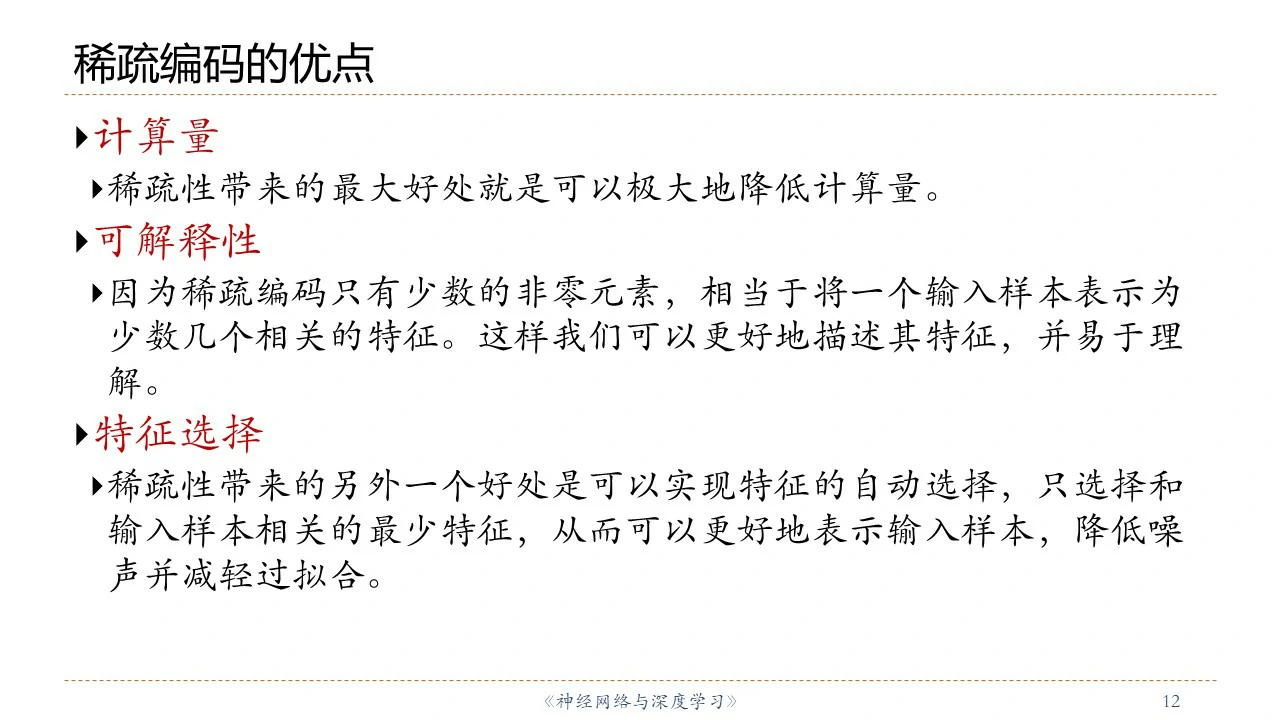 稀疏编码的优点
计算量
稀疏性带来的最大好处就是可以极大地降低计算量。
可解释性
因为稀疏编码只有少数的非零元素，相当于将一个输入样本表示为
少数几个相关的特征。这样我们可以更好地描述其特征，并易于理
解。
特征选择
稀疏性带来的另外一个好处是可以实现特征的自动选择，只选择和
输入样本相关的最少特征，从而可以更好地表示输入样本，降低噪
声并减轻过拟合。
《神经网络与深度学习》
12